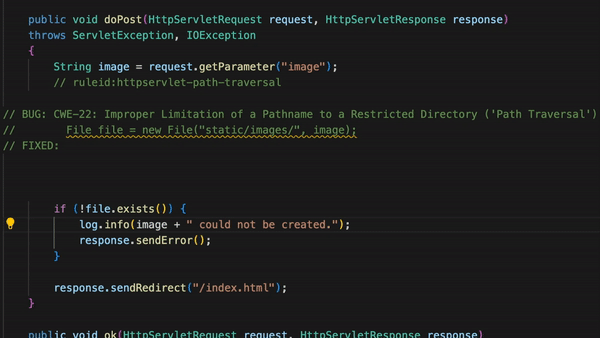 public void doPost(HttpServletRequest request, HttpServletResponse response)
throws ServletException, IOException
{
String image = request.getParameter("image");
// ruleid:httpservlet-path-traversal
// BUG: CWE-22: Improper Limitation of a Pathname to a Restricted Directory ('Path Traversal')
// File file = new File("static/images/", image);
// FIXED:
if (!file.exists()) {
log.info(image + " could not be created.");
response.sendError();
}
response.sendRedirect("/index.html");
}
public void ok(HttpServletRequest request, HttpServletResponse response)